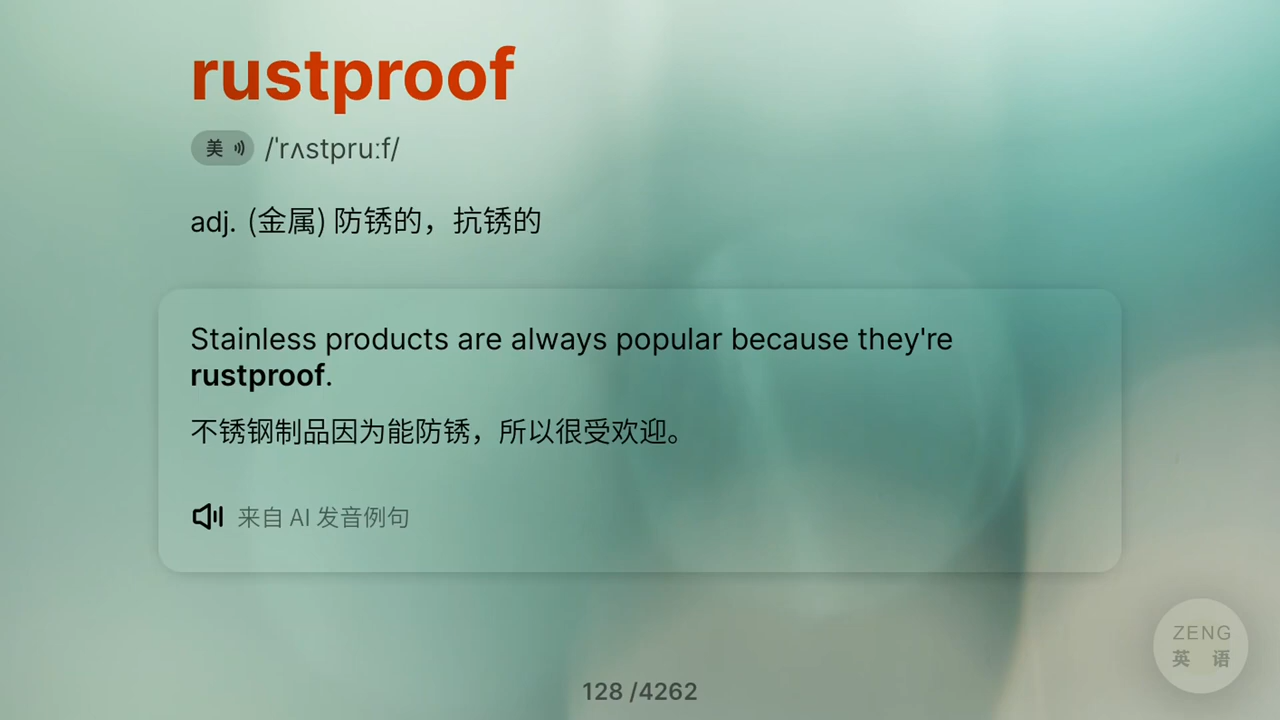 rustproof
美 /ˈrʌstpruːf/
adj. (金属) 防锈的，抗锈的
Stainless products are always popular because they're
rustproof.
不锈钢制品因为能防锈，所以很受欢迎。
来自 AI 发音例句
ZENG
英 语
128 /4262